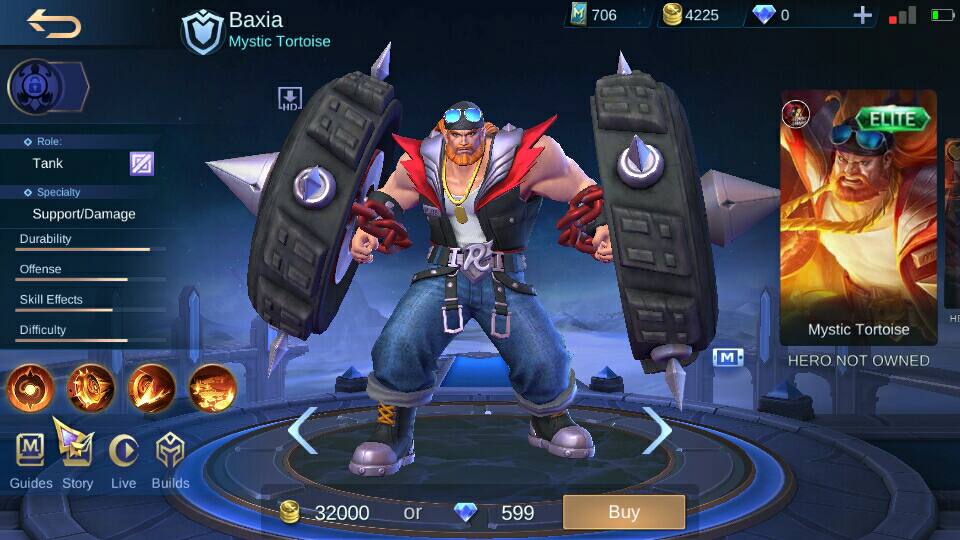 Baxia
Mystic Tortoise
706
4225
0
HD
Role:
Tank
Specialty
Support/Damage
Durability
Offense
Skill Effects
Difficulty
ELITE
Mystic Tortoise
HERO NOT OWNED
M
R
M
Guides
Story
Live
Builds
32000
or
599
Buy